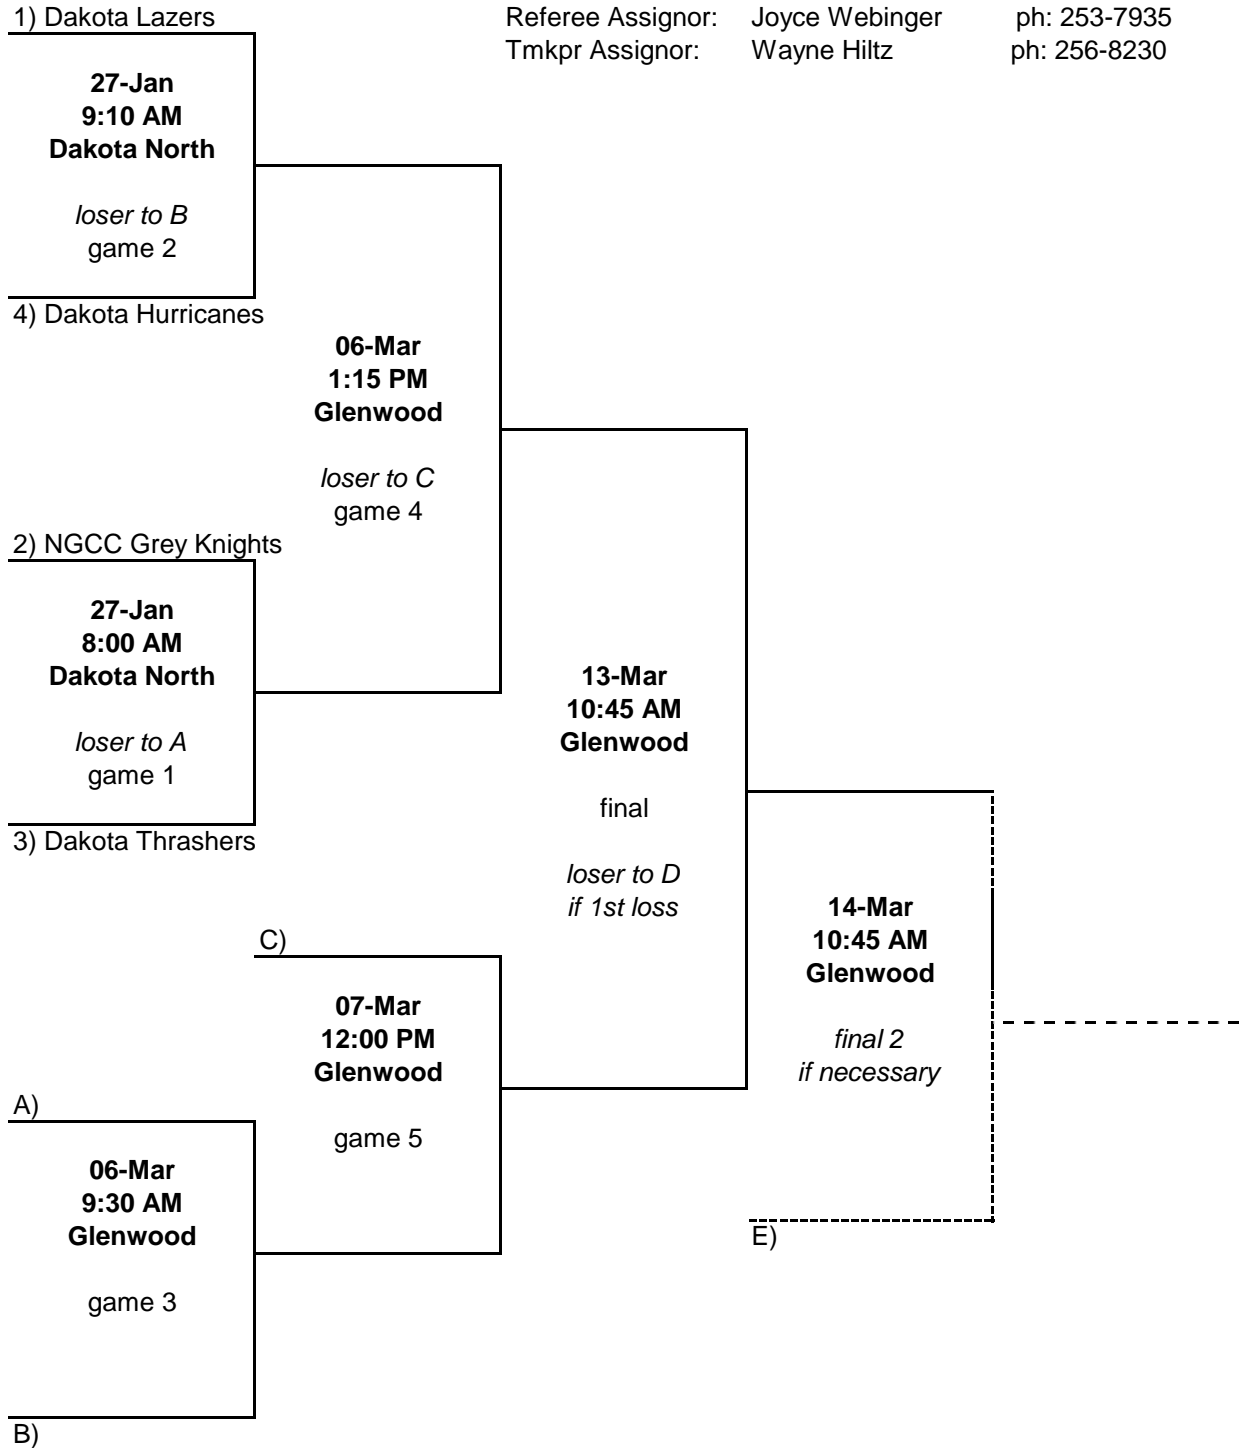 1) Dakota Lazers
Referee Assignor: Joyce Webinger ph: 253-7935
Tmkpr Assignor: Wayne Hiltz ph: 256-8230
27-Jan
9:10 AM
Dakota North
loser to B
game 2
4) Dakota Hurricanes
06-Mar
1:15 PM
Glenwood
loser to C
game 4
2) NGCC Grey Knights
27-Jan
8:00 AM
Dakota North
loser to A
game 1
3) Dakota Thrashers
13-Mar
10:45 AM
Glenwood
final
loser to D
if 1st loss
14-Mar
10:45 AM
Glenwood
final 2
if necessary
E)
C)
07-Mar
12:00 PM
Glenwood
game 5
A)
06-Mar
9:30 AM
Glenwood
game 3
B)